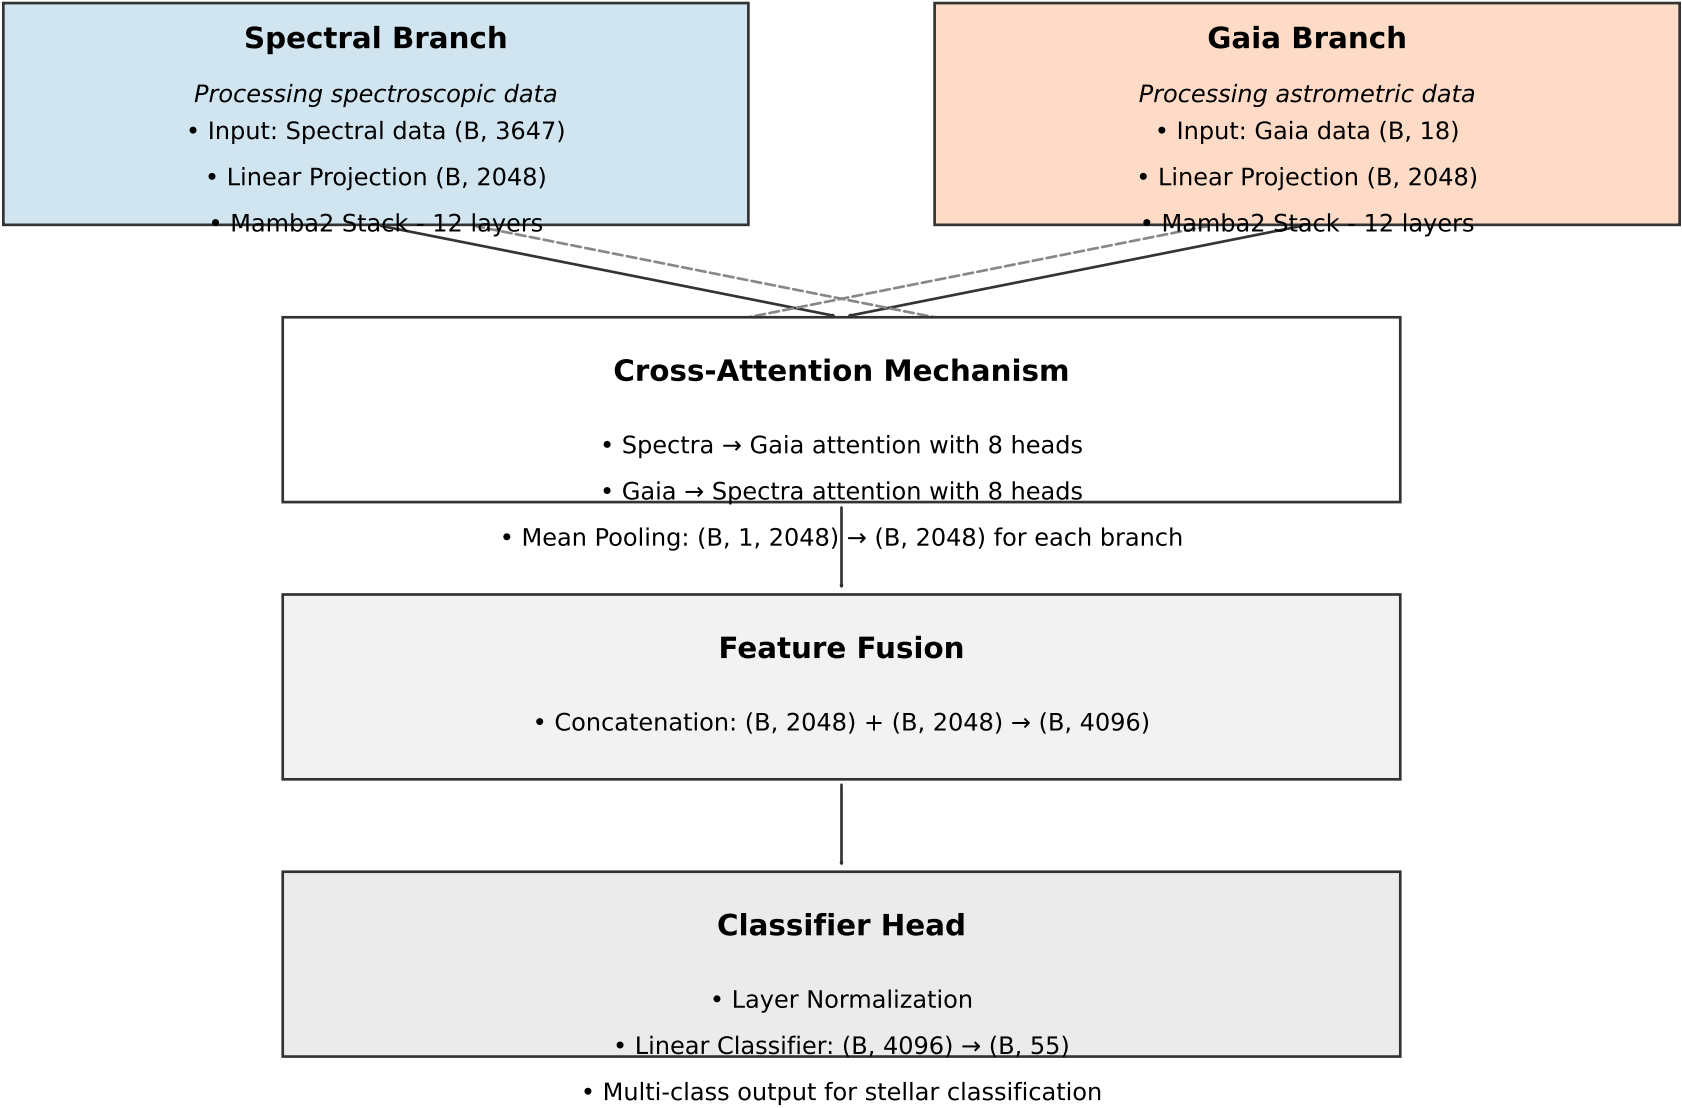 Spectral Branch
Processing spectroscopic data
• Input: Spectral data (B, 3647)
• Linear Projection (B, 2048)
• Mamba2 Stack - 12 layers
Gaia Branch
Processing astrometric data
• Input: Gaia data (B, 18)
• Linear Projection (B, 2048)
• Mamba2 Stack - 12 layers
Cross-Attention Mechanism
• Spectra → Gaia attention with 8 heads
• Gaia → Spectra attention with 8 heads
• Mean Pooling: (B, 1, 2048) → (B, 2048) for each branch
Feature Fusion
• Concatenation: (B, 2048) + (B, 2048) → (B, 4096)
Classifier Head
• Layer Normalization
• Linear Classifier: (B, 4096) → (B, 55)
• Multi-class output for stellar classification